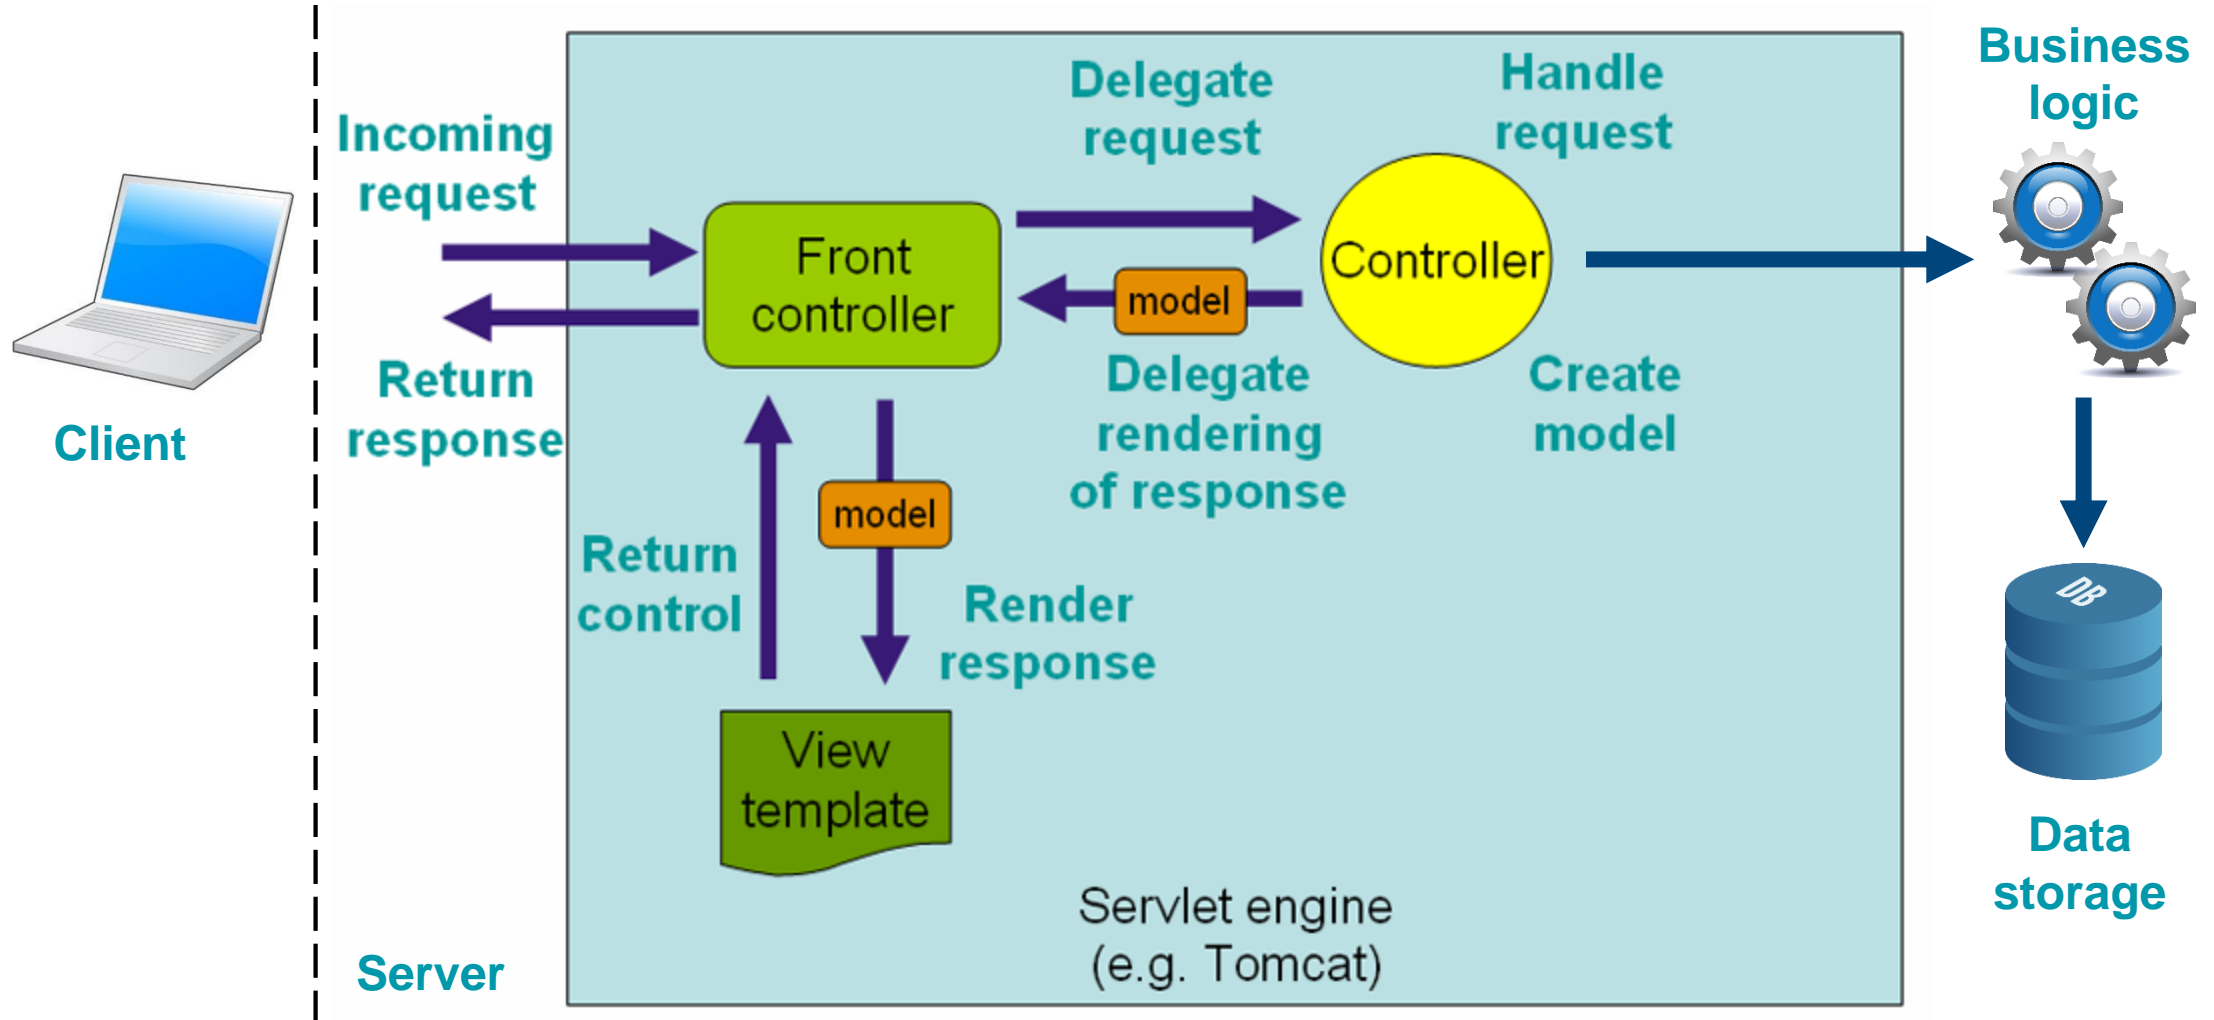 Client
Server
Incoming
request
Return
response
Front
controller
Delegate
request
Handle
request
Controller
model
Delegate
rendering
of response
Create
model
model
Return
control
Render
response
View
template
Servlet engine
(e.g. Tomcat)
Business
logic
DB
Data
storage